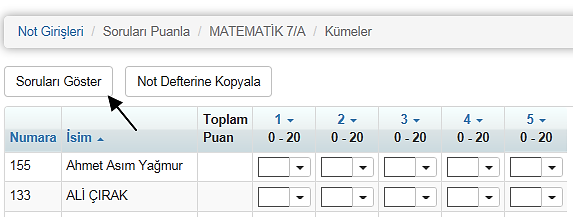 Not Girişleri / Soruları Puanla / MATEMATİK 7/A / Kümeler
Soruları Göster Not Defterine Kopyala
Toplam 1 2 3 4 5
Numara İsim Puan 0 - 20 0 - 20 0 - 20 0 - 20 0 - 20
155 Ahmet Asım Yağmur
133 ALİ ÇIRAK